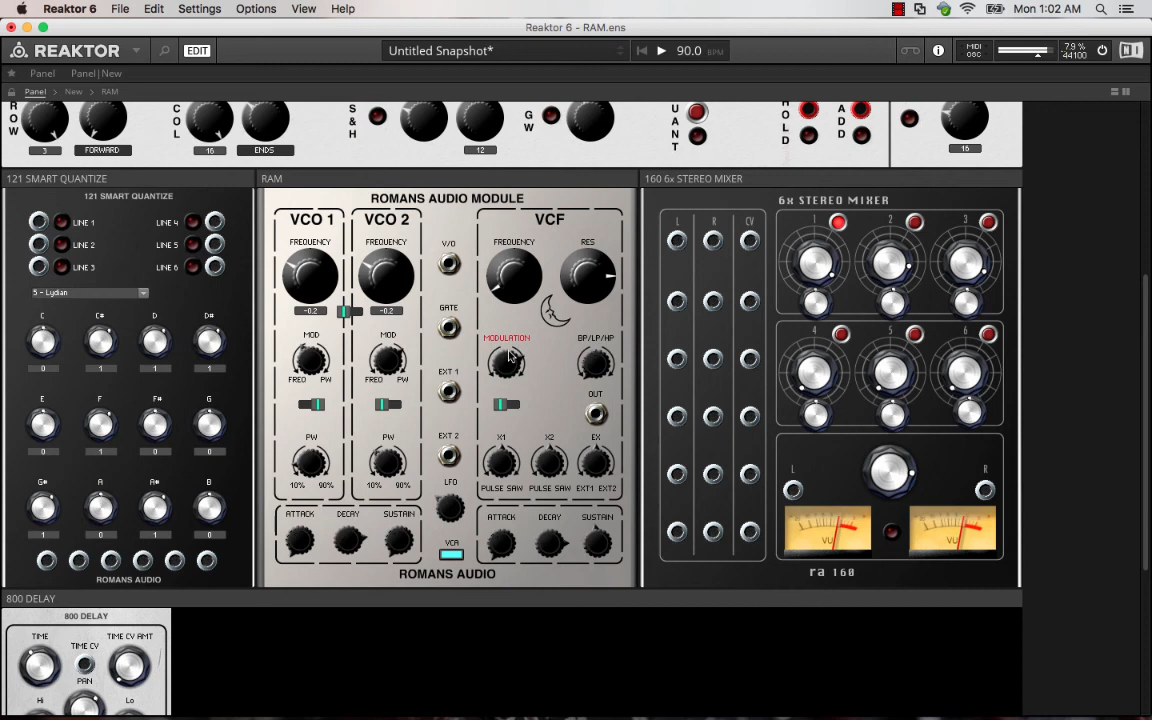 Reaktor 6 File Edit Settings Options View Help Mon 1:02 AM
Reaktor 6 - RAM.ens
REAKTOR EDIT Untitled Snapshot* 90.0 BPM MIDI OSC 7.9 % 44100
Panel Panel|New
Panel > New > RAM
ROW COL S&H GW UANT HOLD ADD
3 FORWARD 16 ENDS 12 16
121 SMART QUANTIZE RAM 160 6x STEREO MIXER
121 SMART QUANTIZE
LINE 1 LINE 4
LINE 2 LINE 5
LINE 3 LINE 6
5 - Lydian
C C# D D#
0 1 1 1
E F F# G
0 1 0 0
G# A A# B
1 0 1 0
ROMANS AUDIO
ROMANS AUDIO MODULE
VCO 1 VCO 2 VCF
FREQUENCY FREQUENCY V/O FREQUENCY RES
-0.2 -0.2 GATE
MOD MOD MODULATION BP/LP/HP
FREQ PW FREQ PW EXT 1 OUT
PW PW EXT 2 X1 X2 EX
10% 90% 10% 90% LFO PULSE SAW PULSE SAW EXT1 EXT2
ATTACK DECAY SUSTAIN VCA ATTACK DECAY SUSTAIN
ROMANS AUDIO
6X STEREO MIXER
L R CV
1 2 3
4 5 6
L R
VU VU
ra 160
800 DELAY
800 DELAY
TIME TIME CV TIME CV AMT
PAN
Hi Lo